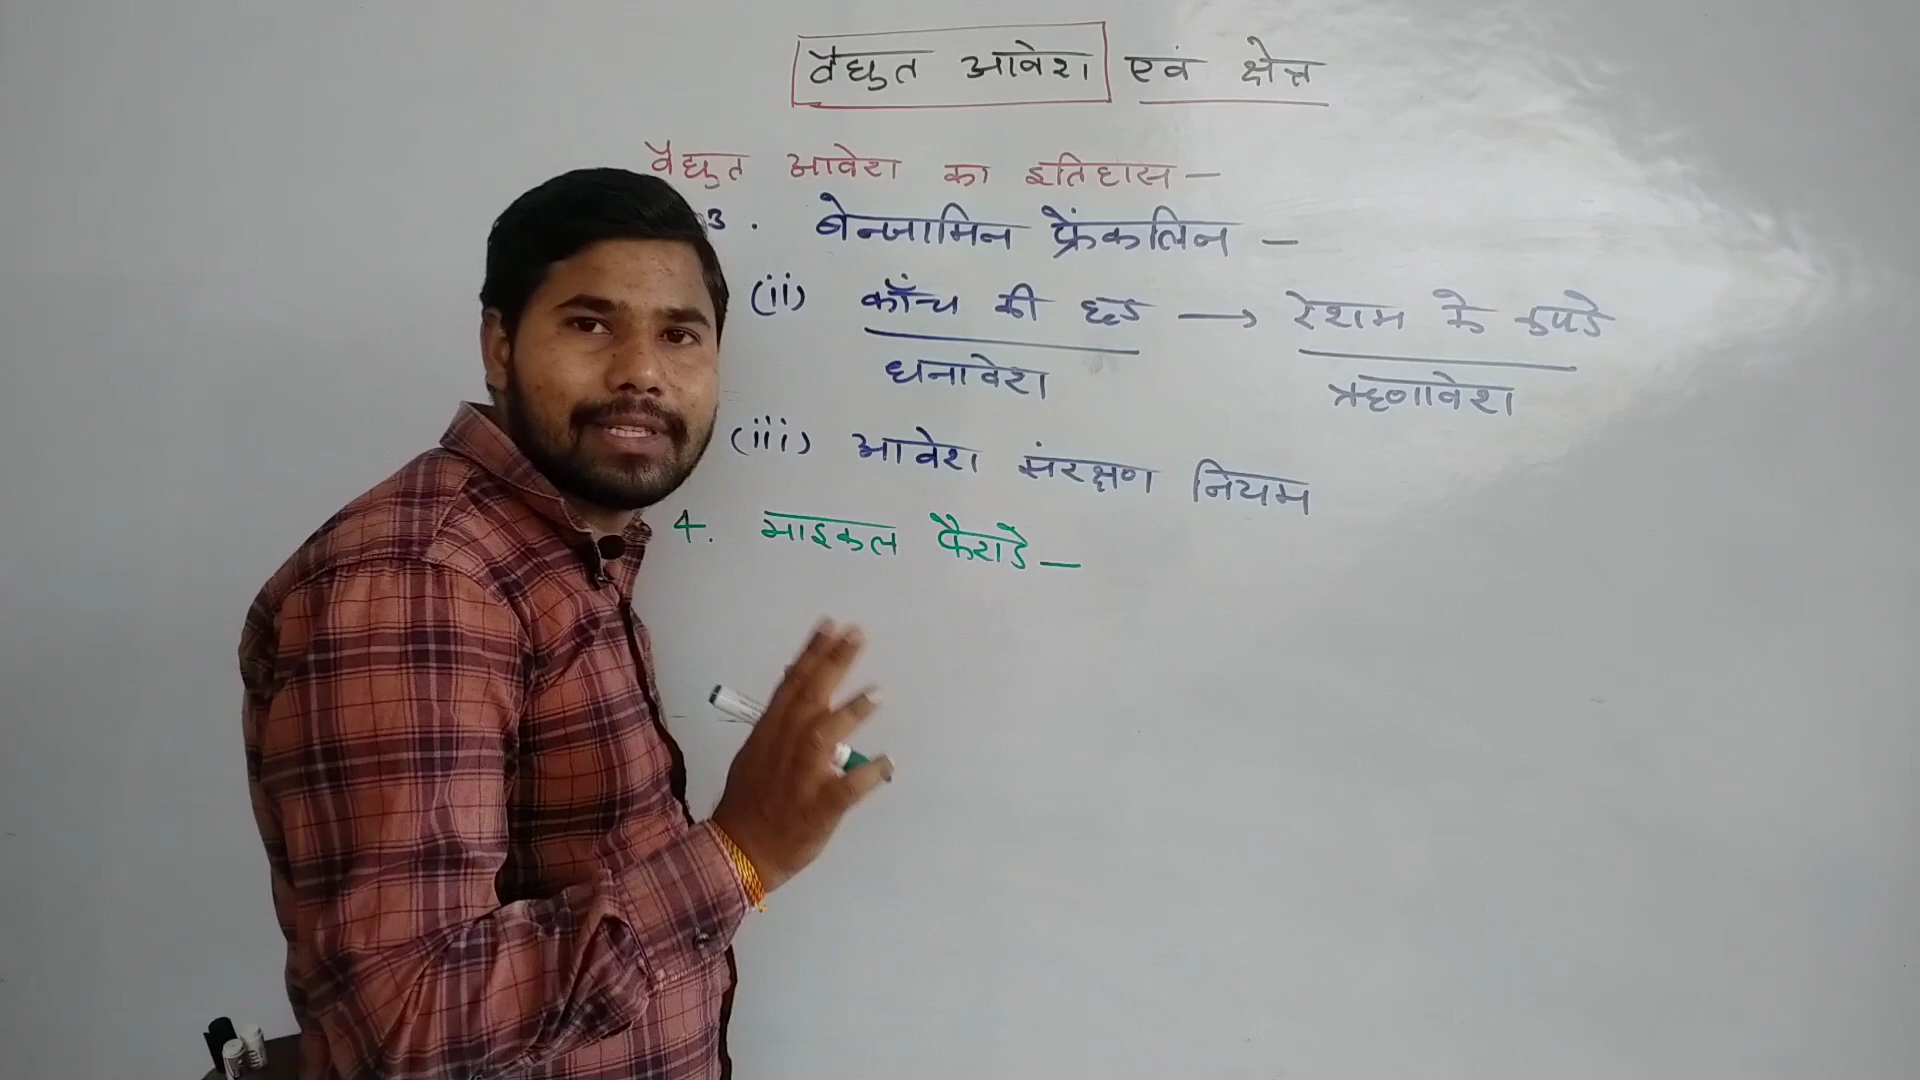 वैद्युत आवेश एवं क्षेत्र
वैद्युत आवेश का इतिहास –
3. बेन्जामिन फ्रेंकलिन –
(ii) काँच की छड़ → रेशम के कपडे
धनावेश ऋणावेश
(iii) आवेश संरक्षण नियम
4. माइकल फैराडे –